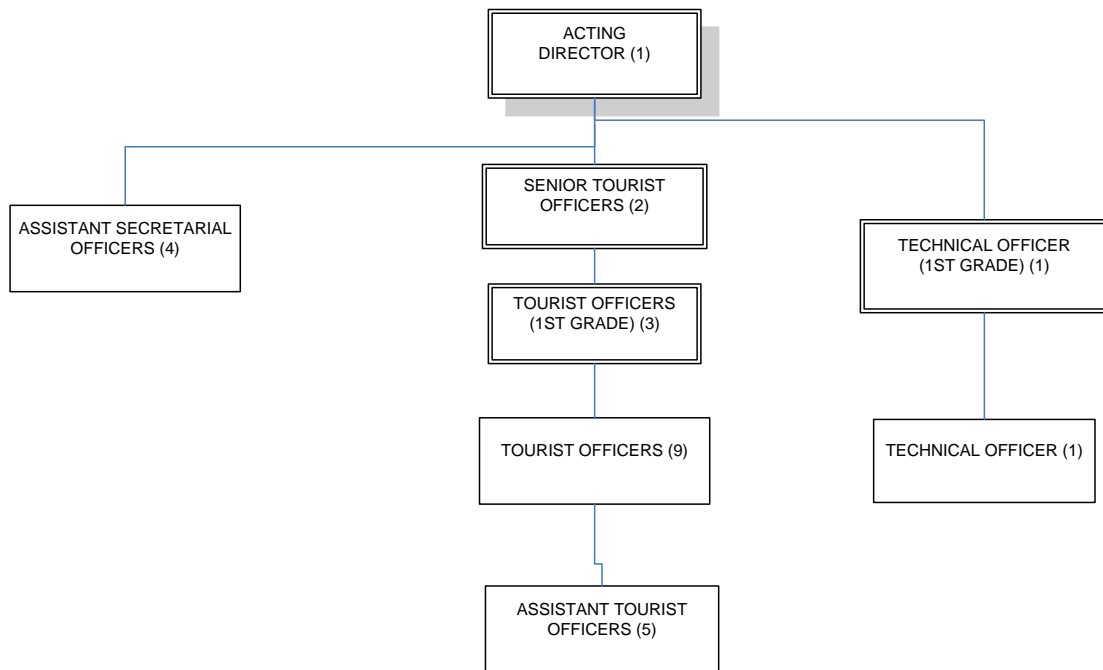 ACTING
DIRECTOR (1)
SENIOR TOURIST
OFFICERS (2)
ASSISTANT SECRETARIAL
OFFICERS (4)
TECHNICAL OFFICER
(1ST GRADE) (1)
TOURIST OFFICERS
(1ST GRADE) (3)
TOURIST OFFICERS (9)
TECHNICAL OFFICER (1)
ASSISTANT TOURIST
OFFICERS (5)